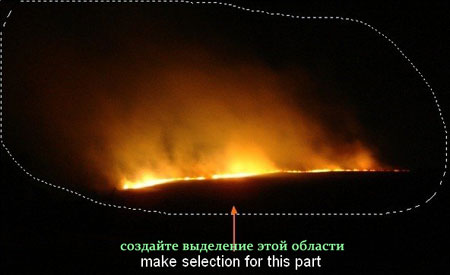 создайте выделение этой области
make selection for this part